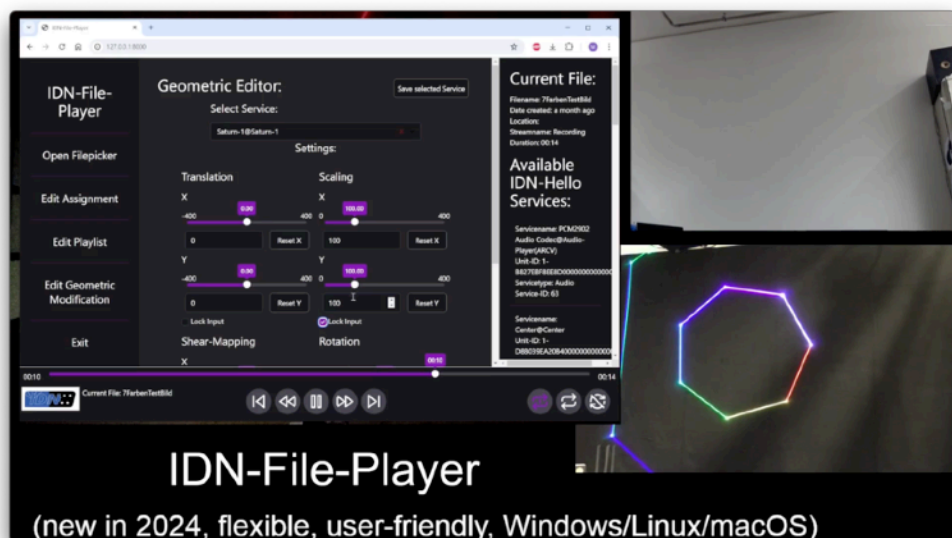 IDN-File-Player
127.0.0.1:8000
IDN-File-Player
Open Filepicker
Edit Assignment
Edit Playlist
Edit Geometric Modification
Exit
Geometric Editor:
Save selected Service
Select Service:
Saturn-1@Saturn-1
Settings:
Translation
Scaling
X
X
-400
0.00
400
0
100.00
400
0
Reset X
100
Reset X
Y
Y
-400
0.00
400
0
100.00
400
0
Reset Y
100
Reset Y
Lock Input
Lock Input
Shear-Mapping
Rotation
X
00:10
Current File:
Filename: 7FarbenTestBild
Date created: a month ago
Location:
Streamname: Recording
Duration: 00:14
Available
IDN-Hello
Services:
Servicename: PCM2902
Audio Codec@Audio-
Player(ARCV)
Unit-ID: 1-
Servicetype: Audio
Service-ID: 63
Servicename:
Center@Center
Unit-ID: 1-
00:10
00:14
Current File: 7FarbenTestBild
IDN-File-Player
(new in 2024, flexible, user-friendly, Windows/Linux/macOS)